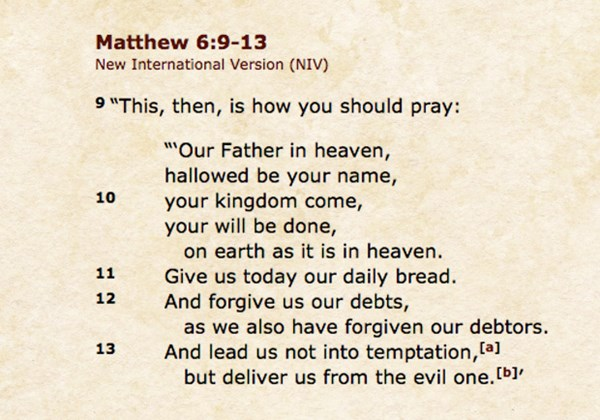 Matthew 6:9-13
New International Version (NIV)
9 “This, then, is how you should pray:
“‘Our Father in heaven,
hallowed be your name,
10 your kingdom come,
your will be done,
on earth as it is in heaven.
11 Give us today our daily bread.
12 And forgive us our debts,
as we also have forgiven our debtors.
13 And lead us not into temptation,[a]
but deliver us from the evil one.[b]’